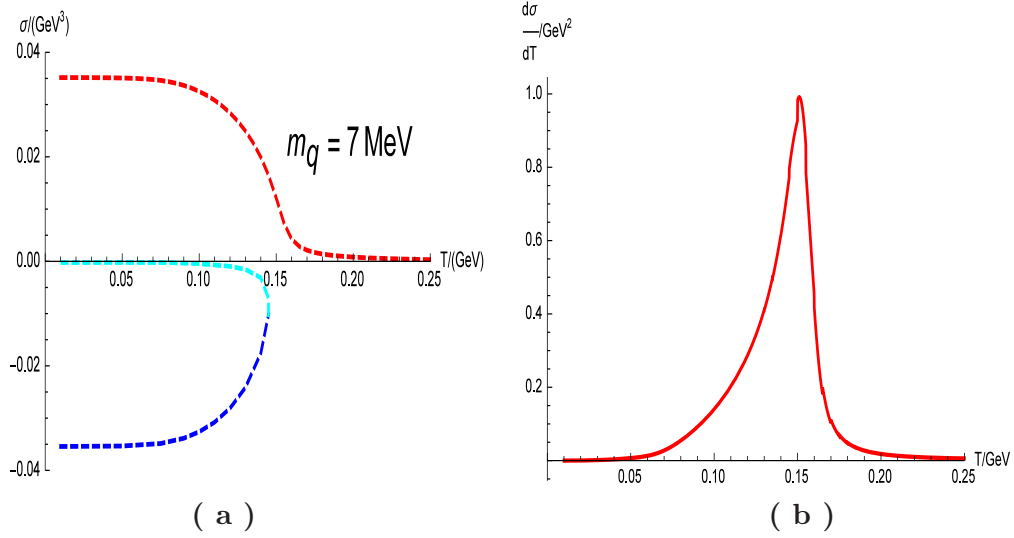 σ/(GeV³)
0.04
0.02
0.00
−0.02
−0.04
0.05
0.10
0.15
0.20
0.25
T/(GeV)
m_q = 7 MeV
( a )
dσ
—/GeV²
dT
1.0
0.8
0.6
0.4
0.2
0.05
0.10
0.15
0.20
0.25
T/GeV
( b )